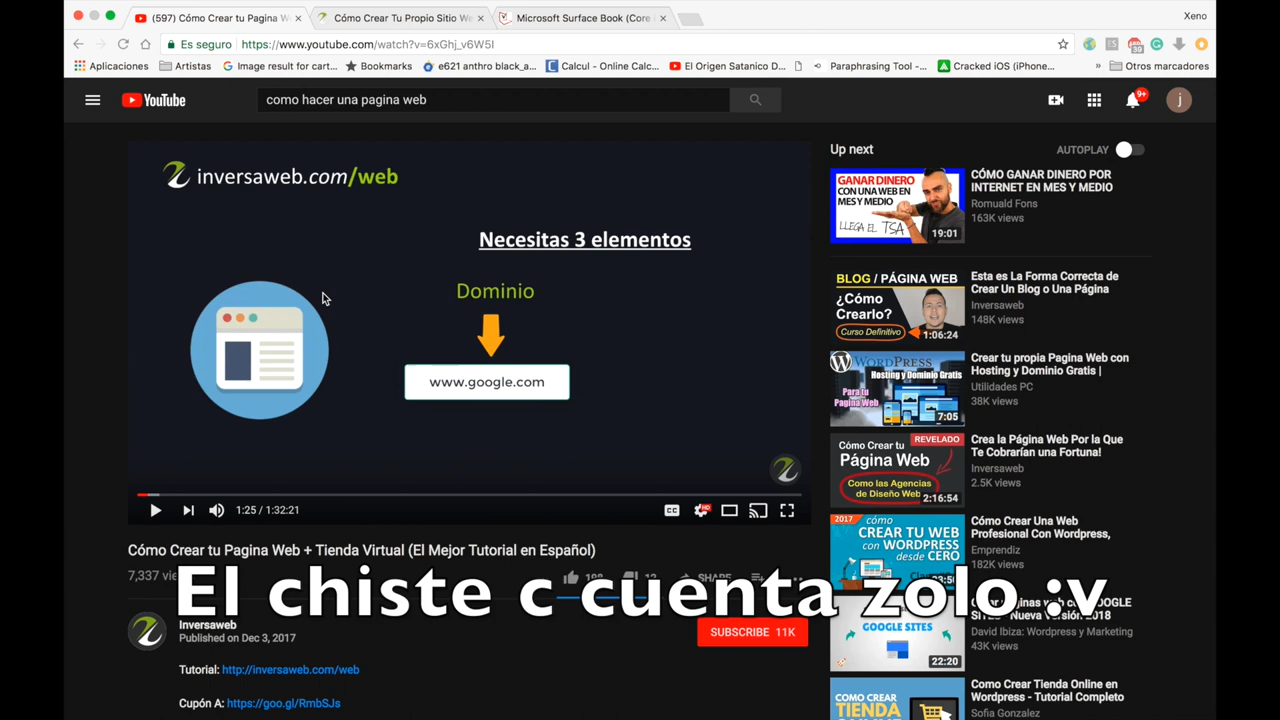 (597) Cómo Crear tu Pagina W
Cómo Crear Tu Propio Sitio We
Microsoft Surface Book (Core
Xeno
Es seguro
https://www.youtube.com/watch?v=6xGhj_v6W5I
39
Aplicaciones
Artistas
Image result for cart...
Bookmarks
e621 anthro black_a...
Calcul - Online Calc...
El Origen Satanico D...
Paraphrasing Tool -...
Cracked iOS (iPhone...
»
Otros marcadores
YouTube
como hacer una pagina web
9+
j
inversaweb.com/web
Necesitas 3 elementos
Dominio
www.google.com
1:25 / 1:32:21
CC
HD
Cómo Crear tu Pagina Web + Tienda Virtual (El Mejor Tutorial en Español)
7,337
SHARE
El chiste c cuenta zolo :v
Inversaweb
Published on Dec 3, 2017
SUBSCRIBE 11K
Tutorial: http://inversaweb.com/web
Cupón A: https://goo.gl/RmbSJs
Up next
AUTOPLAY
GANAR DINERO
CON UNA WEB EN
MES Y MEDIO
LLEGA EL TSA
19:01
CÓMO GANAR DINERO POR
INTERNET EN MES Y MEDIO
Romuald Fons
163K views
BLOG / PÁGINA WEB
¿Cómo
Crearlo?
Curso Definitivo
1:06:24
Esta es La Forma Correcta de
Crear Un Blog o Una Página
Inversaweb
148K views
WORDPRESS
Hosting y Dominio Gratis
Para tu
Pagina Web
7:05
Crear tu propia Pagina Web con
Hosting y Dominio Gratis |
Utilidades PC
38K views
Cómo Crear tu
REVELADO
Página Web
Como las Agencias
de Diseño Web
2:16:54
Crea la Página Web Por la Que
Te Cobrarían una Fortuna!
Inversaweb
2.5K views
2017
cómo
CREAR TU WEB
con WORDPRESS
desde CERO
Cómo Crear Una Web
Profesional Con Wordpress,
Emprendiz
182K views
GOOGLE SITES
22:20
GOOGLE
SITES - Nueva Versión 2018
David Ibiza: Wordpress y Marketing
43K views
COMO CREAR
TIENDA
Como Crear Tienda Online en
Wordpress - Tutorial Completo
Sofia Gonzalez